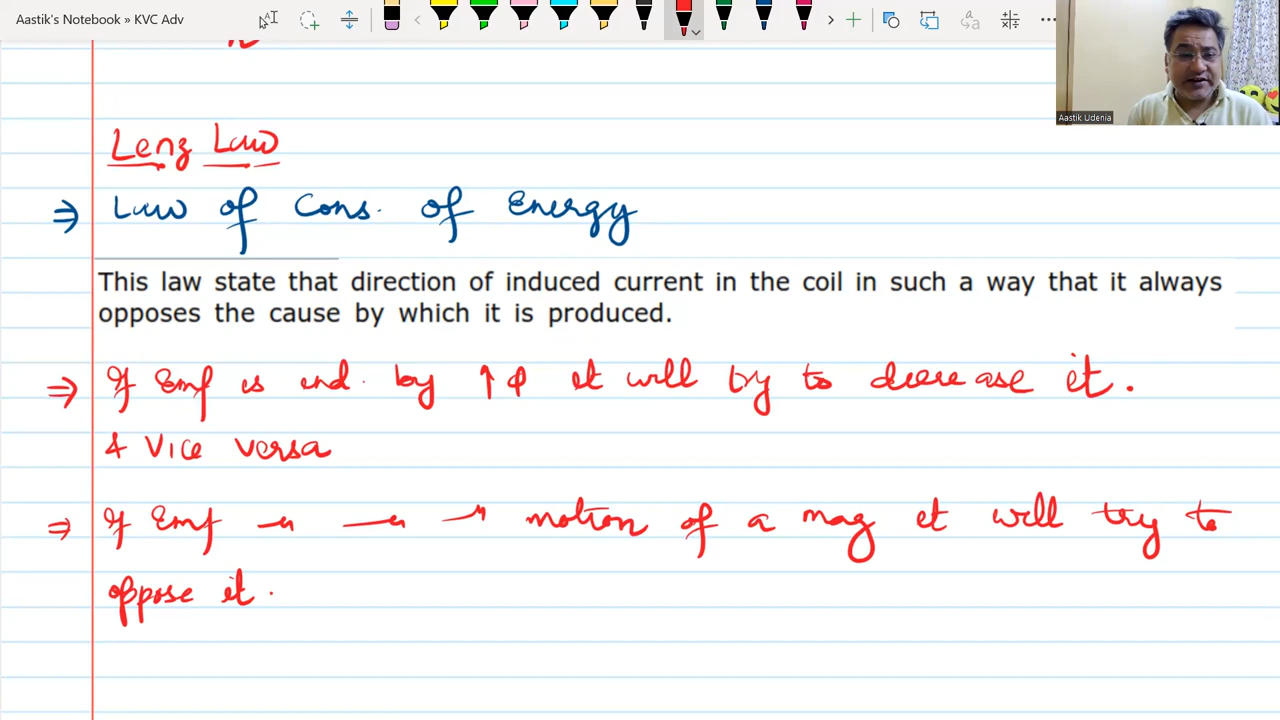 Aastik's Notebook » KVC Adv
Aastik Udenia
Lenz Law
⇒ Law of Cons. of Energy
This law state that direction of induced current in the coil in such a way that it always
opposes the cause by which it is produced.
⇒ If Emf is ind. by ↑ φ it will try to decrease it.
& Vice versa
⇒ If Emf —〃 —〃 —〃 motion of a mag it will try to
oppose it.